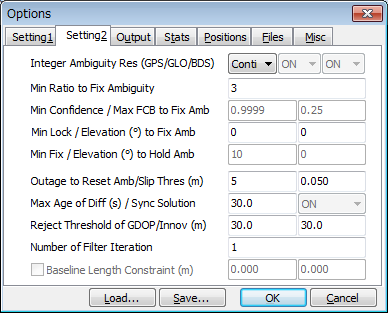 Options
Setting1 Setting2 Output Stats Positions Files Misc
Integer Ambiguity Res (GPS/GLO/BDS) Conti ON ON
Min Ratio to Fix Ambiguity 3
Min Confidence / Max FCB to Fix Amb 0.9999 0.25
Min Lock / Elevation (°) to Fix Amb 0 0
Min Fix / Elevation (°) to Hold Amb 10 0
Outage to Reset Amb/Slip Thres (m) 5 0.050
Max Age of Diff (s) / Sync Solution 30.0 ON
Reject Threshold of GDOP/Innov (m) 30.0 30.0
Number of Filter Iteration 1
Baseline Length Constraint (m) 0.000 0.000
Load... Save... OK Cancel